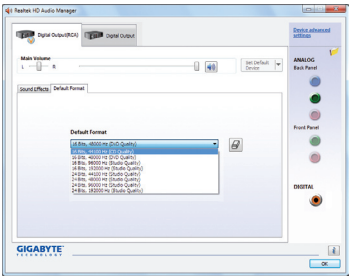 Realtek HD Audio Manager
Digital Output(RCA)
Digital Output
Device advanced
settings
Main Volume
L
R
Set Default
Device
ANALOG
Back Panel
Sound Effects
Default Format
Default Format
16 Bits, 48000 Hz (DVD Quality)
16 Bits, 44100 Hz (CD Quality)
16 Bits, 48000 Hz (DVD Quality)
16 Bits, 96000 Hz (Studio Quality)
16 Bits, 192000 Hz (Studio Quality)
24 Bits, 44100 Hz (Studio Quality)
24 Bits, 48000 Hz (Studio Quality)
24 Bits, 96000 Hz (Studio Quality)
24 Bits, 192000 Hz (Studio Quality)
Front Panel
DIGITAL
GIGABYTE™
TECHNOLOGY
i
OK